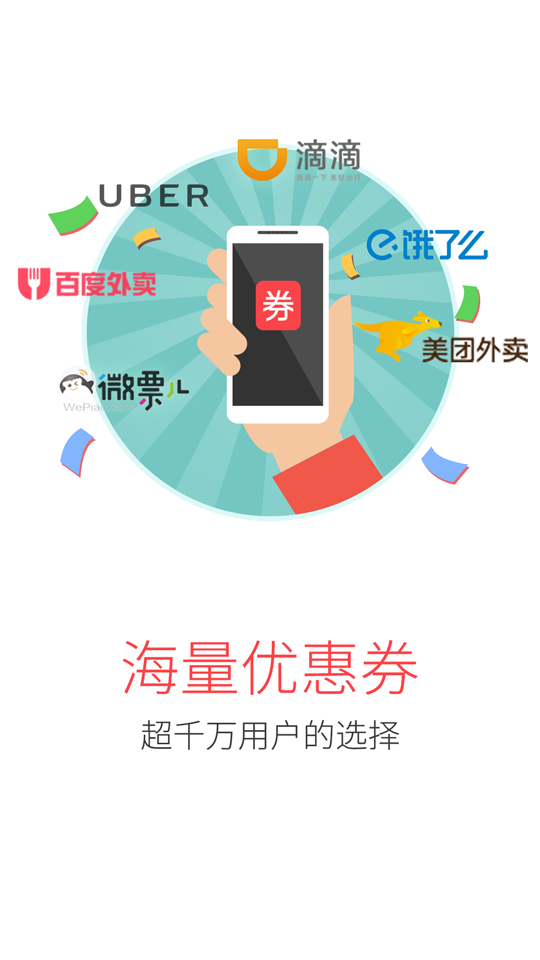 滴滴
滴滴一下 美好出行
UBER
饿了么
百度外卖
券
美团外卖
微票儿
海量优惠券
超千万用户的选择